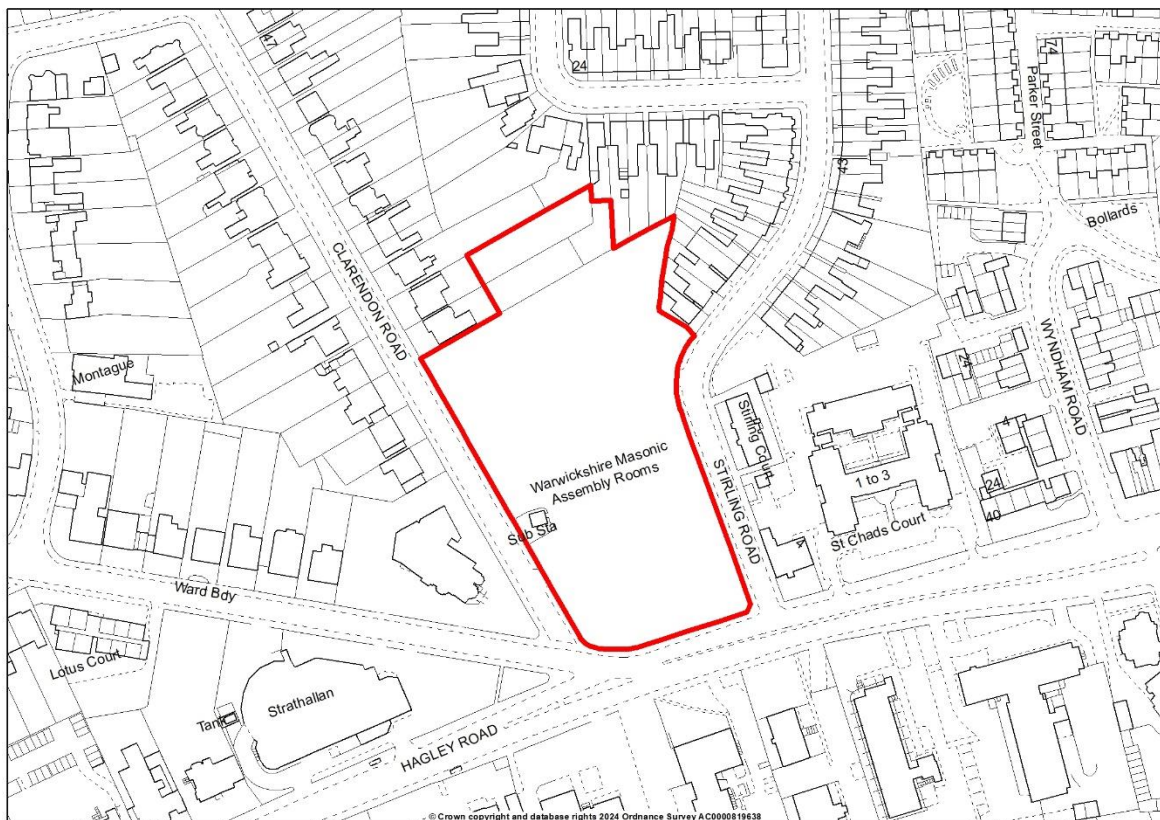 47
24
74
Parker Street
43
Bollards
CLARENDON ROAD
WYNDHAM ROAD
24
Montague
Stirling Court
4
Warwickshire Masonic
Assembly Rooms
1 to 3
24
40
Sub Sta
STIRLING ROAD
St Chads Court
4
Ward Bdy
Lotus Court
Strathallan
Tank
HAGLEY ROAD
© Crown copyright and database rights 2024 Ordnance Survey AC0000819638